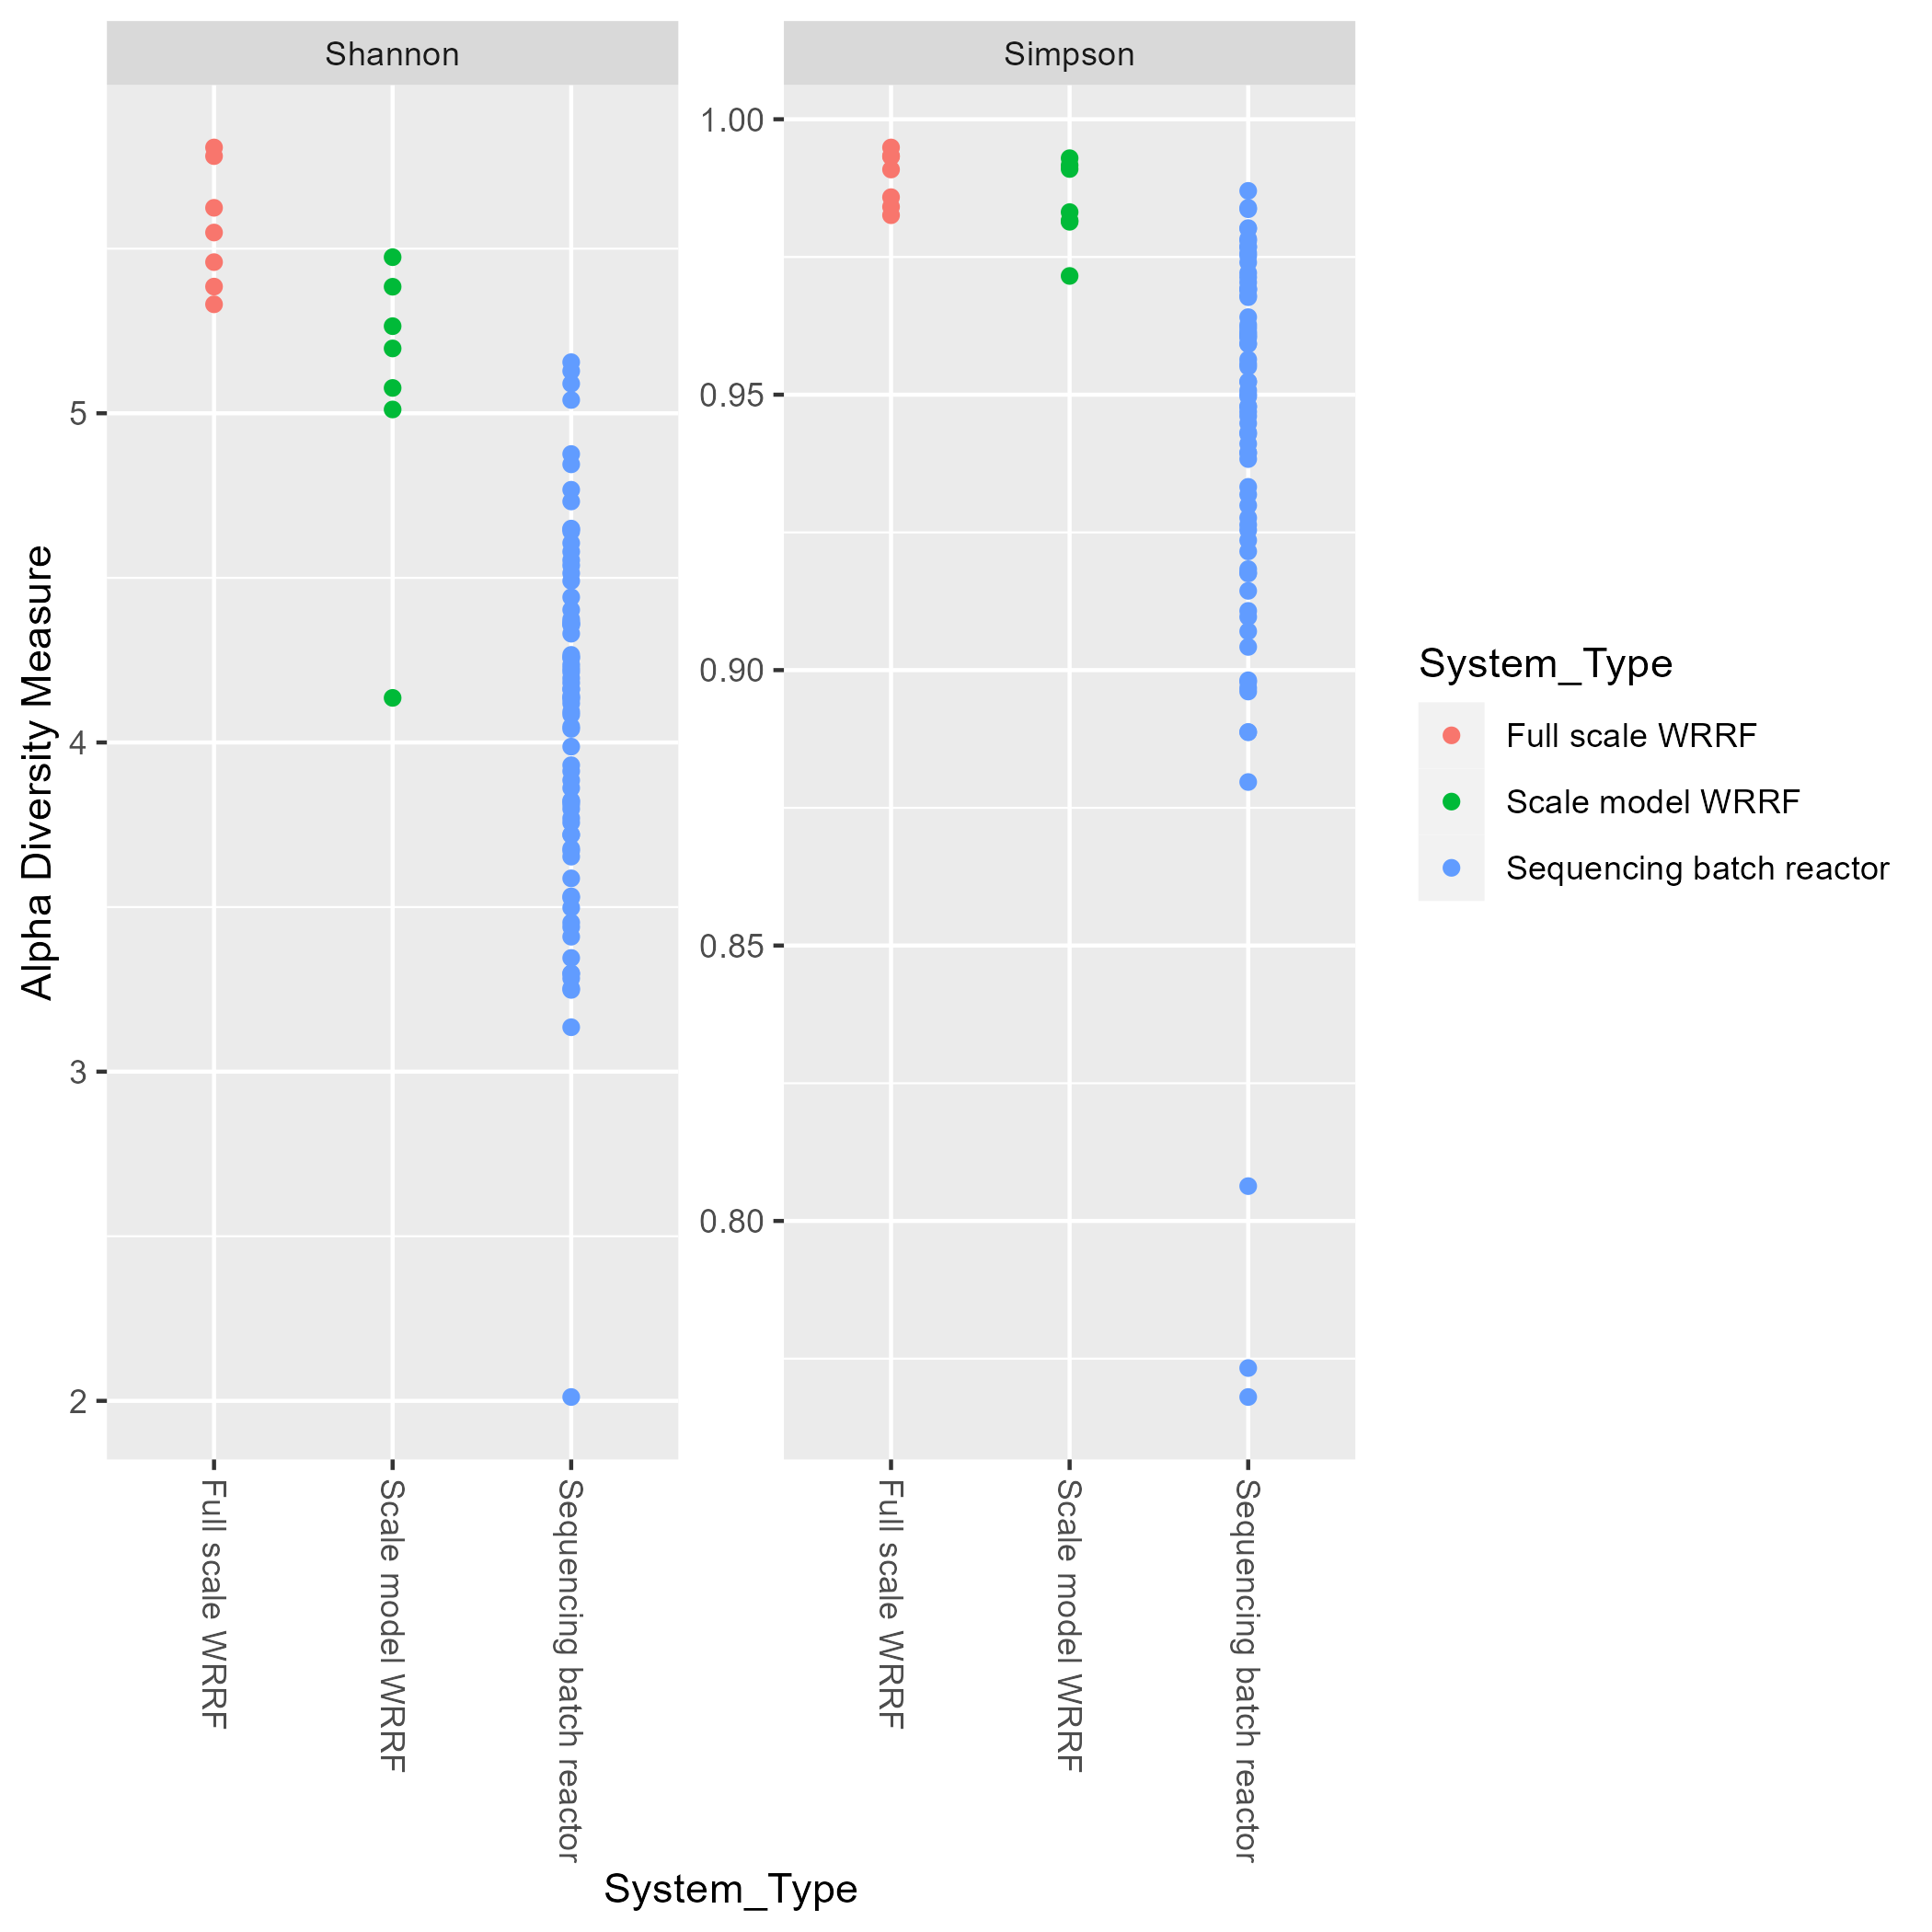 Shannon
Simpson
Alpha Diversity Measure
5
4
3
2
1.00
0.95
0.90
0.85
0.80
Full scale WRRF
Scale model WRRF
Sequencing batch reactor
Full scale WRRF
Scale model WRRF
Sequencing batch reactor
System_Type
System_Type
Full scale WRRF
Scale model WRRF
Sequencing batch reactor